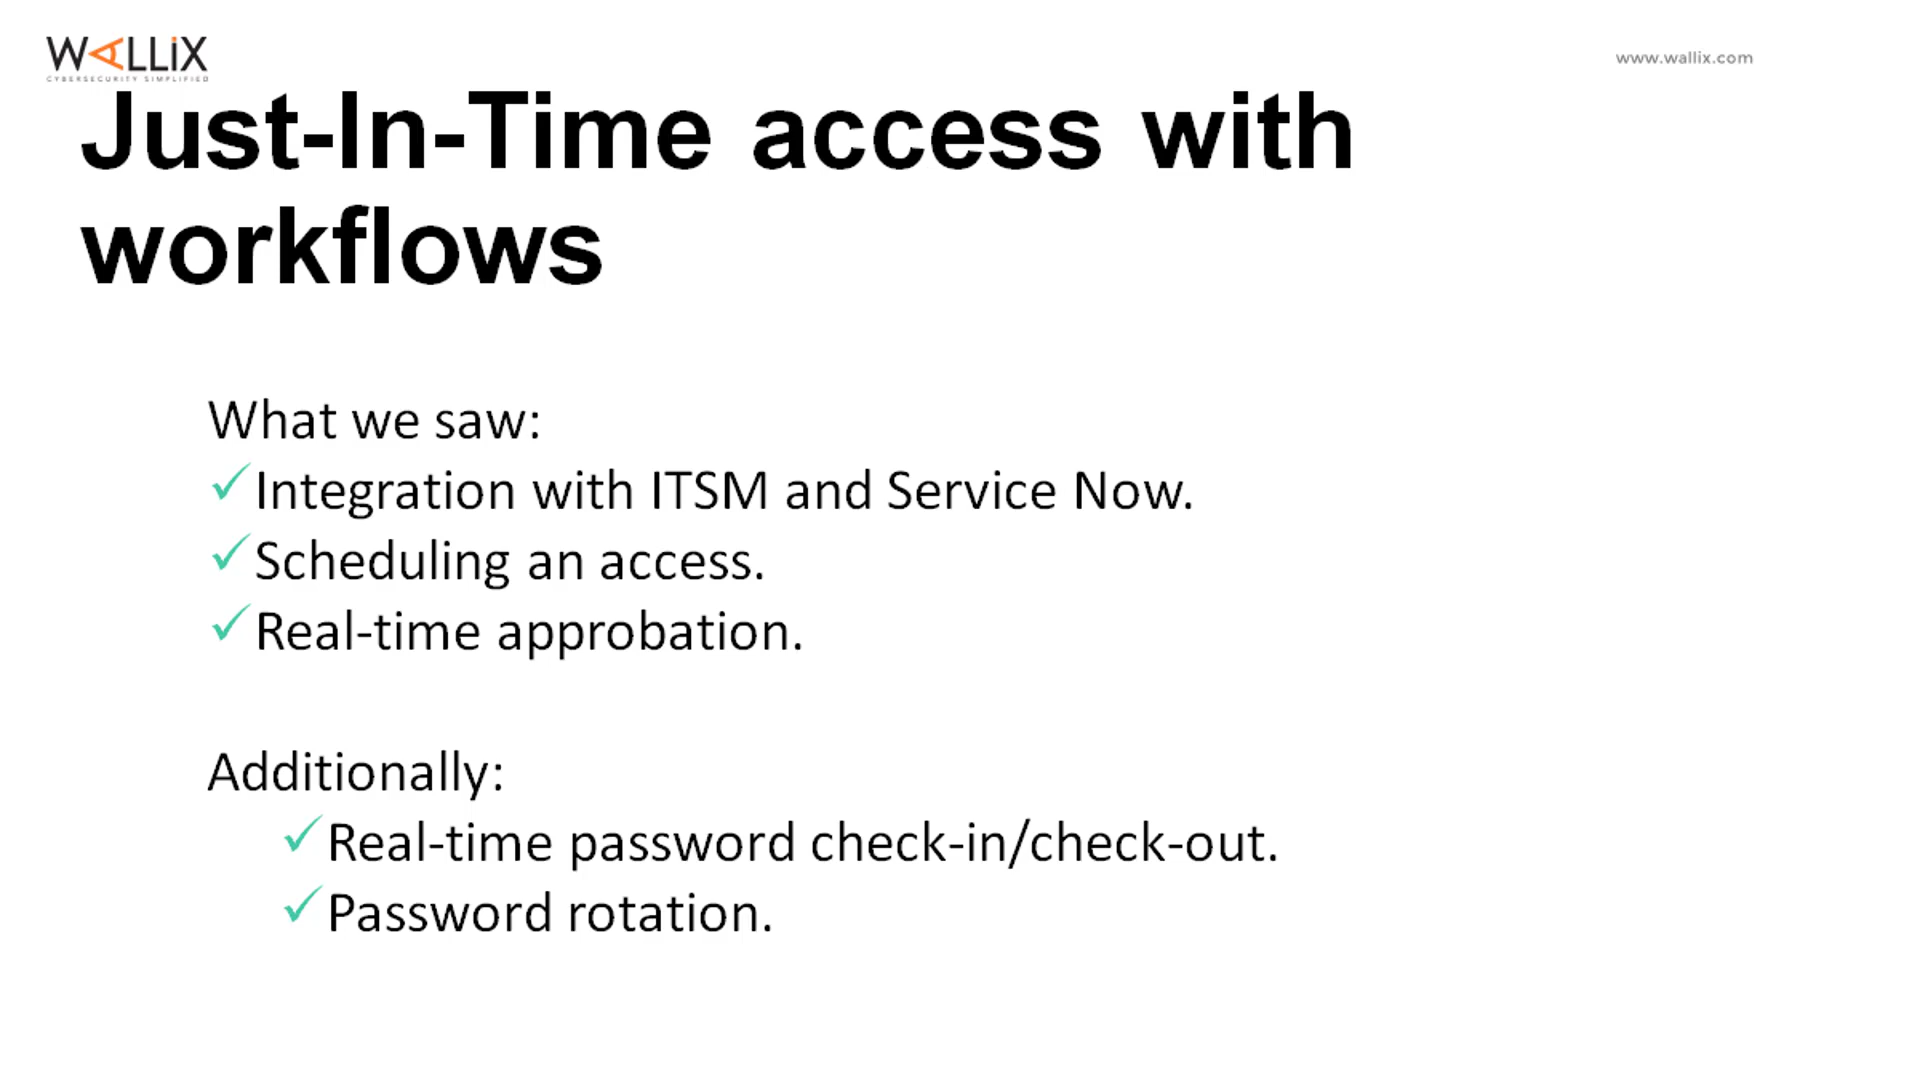 WALLiX
CYBERSECURITY SIMPLIFIED
www.wallix.com
Just-In-Time access with
workflows
What we saw:
✓Integration with ITSM and Service Now.
✓Scheduling an access.
✓Real-time approbation.
Additionally:
✓Real-time password check-in/check-out.
✓Password rotation.